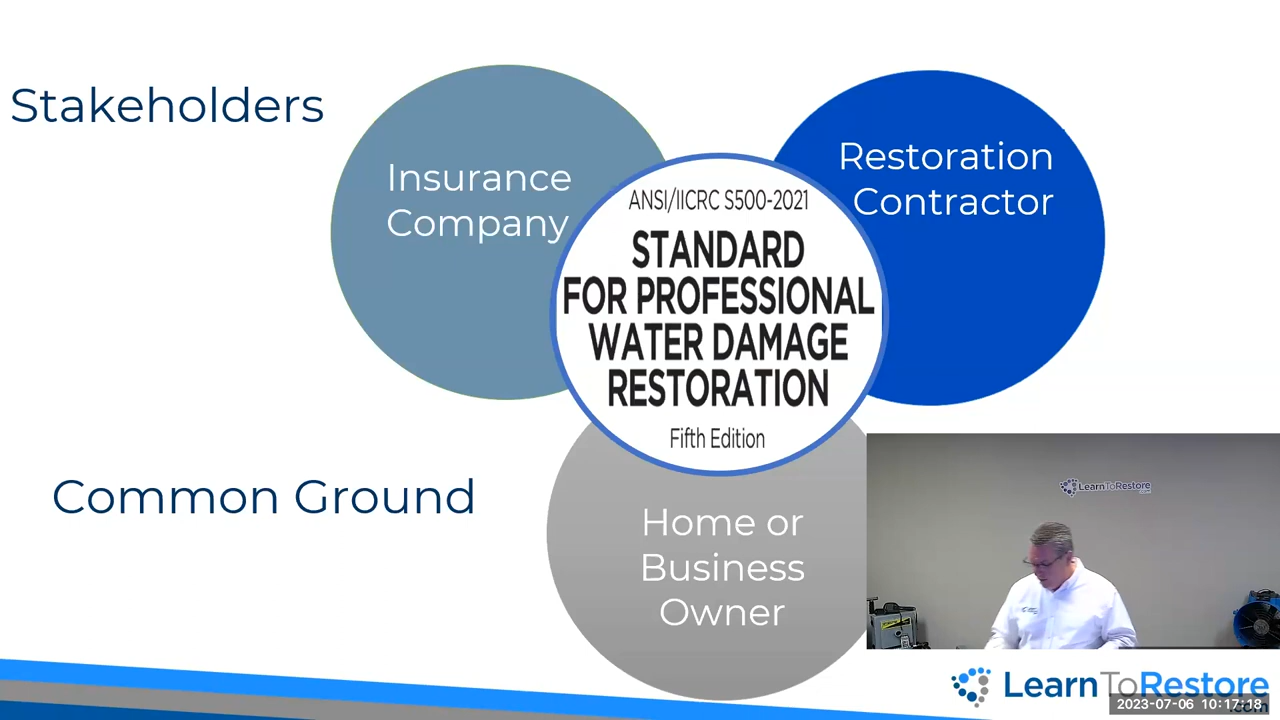 Stakeholders
Insurance
Company
Restoration
Contractor
ANSI/IICRC S500-2021
STANDARD
FOR PROFESSIONAL
WATER DAMAGE
RESTORATION
Fifth Edition
Common Ground
Home or
Business
Owner
LearnToRestore
LearnToRestore
.com
2023-07-06 10:17:18